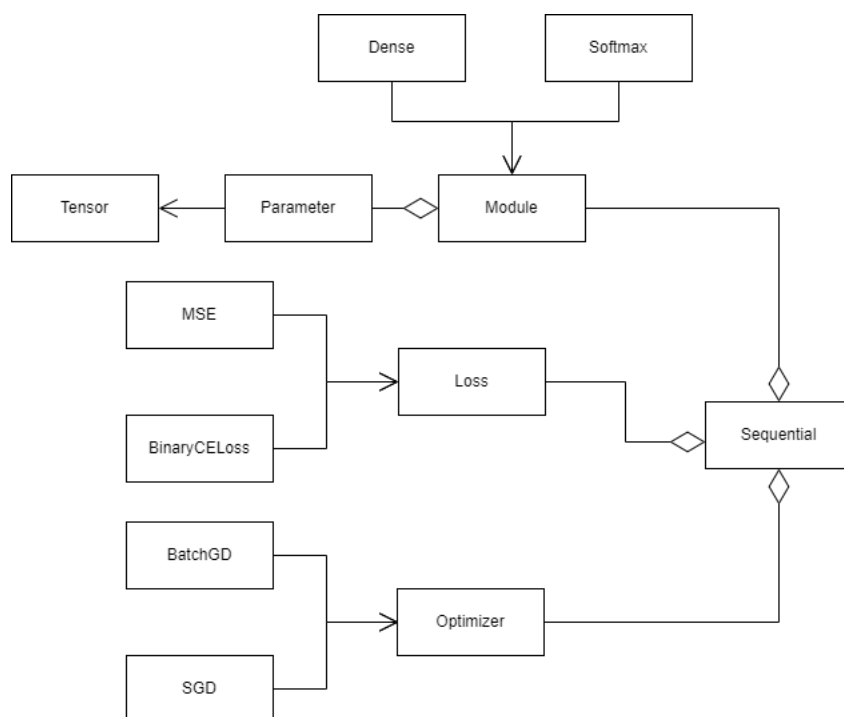 Dense
Softmax
Tensor
Parameter
Module
MSE
Loss
Sequential
BinaryCELoss
BatchGD
Optimizer
SGD